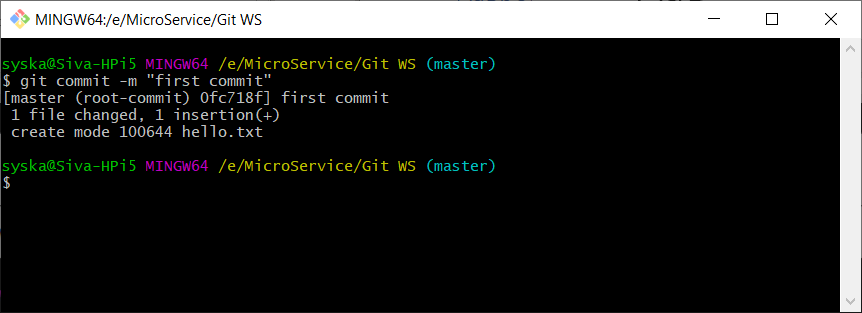 MINGW64:/e/MicroService/Git WS
syska@Siva-HPi5 MINGW64 /e/MicroService/Git WS (master)
$ git commit -m "first commit"
[master (root-commit) 0fc718f] first commit
 1 file changed, 1 insertion(+)
 create mode 100644 hello.txt
syska@Siva-HPi5 MINGW64 /e/MicroService/Git WS (master)
$